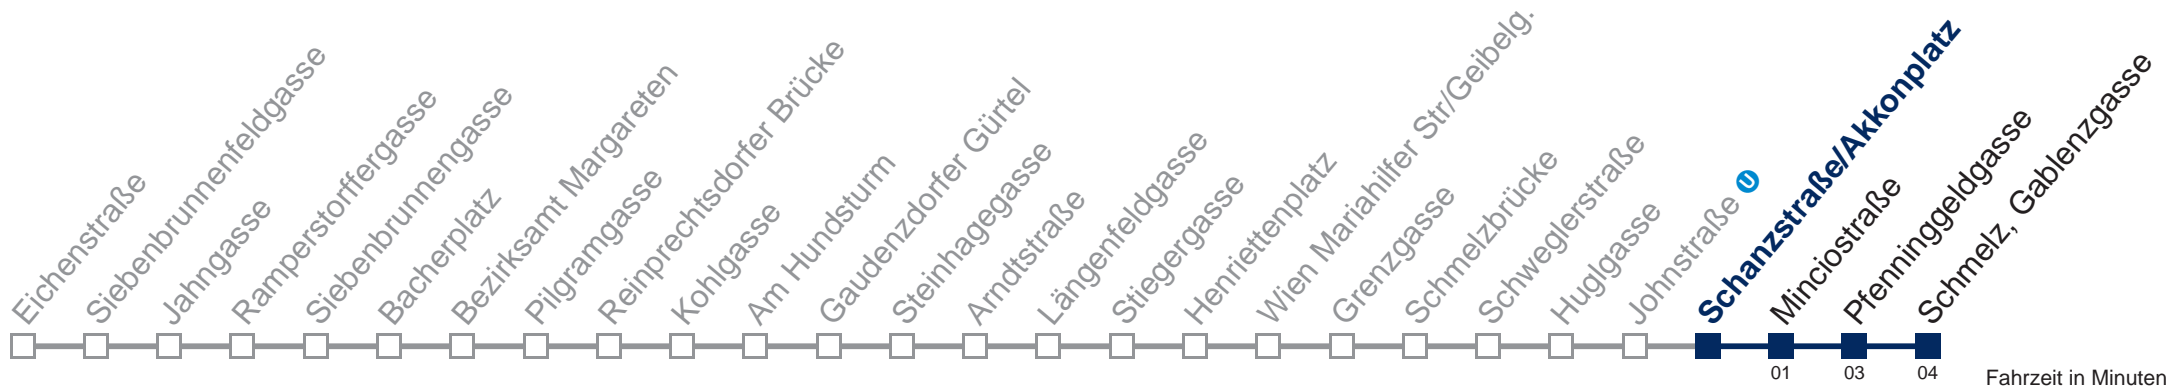 Eichenstraße
Siebenbrunnenfeldgasse
Jahngasse
Ramperstorffergasse
Siebenbrunnengasse
Bacherplatz
Bezirksamt Margareten
Pilgramgasse
Reinprechtsdorfer Brücke
Kohlgasse
Am Hundsturm
Gaudenzdorfer Gürtel
Steinhagegasse
Arndtstraße
Längenfeldgasse
Stiegergasse
Henriettenplatz
Wien Mariahilfer Str/Geibelg.
Grenzgasse
Schmelzbrücke
Schweglerstraße
Huglgasse
Johnstraße U
Schanzstraße/Akkonplatz
Minciostraße
Pfenninggeldgasse
Schmelz, Gablenzgasse
01 03 04
Fahrzeit in Minuten